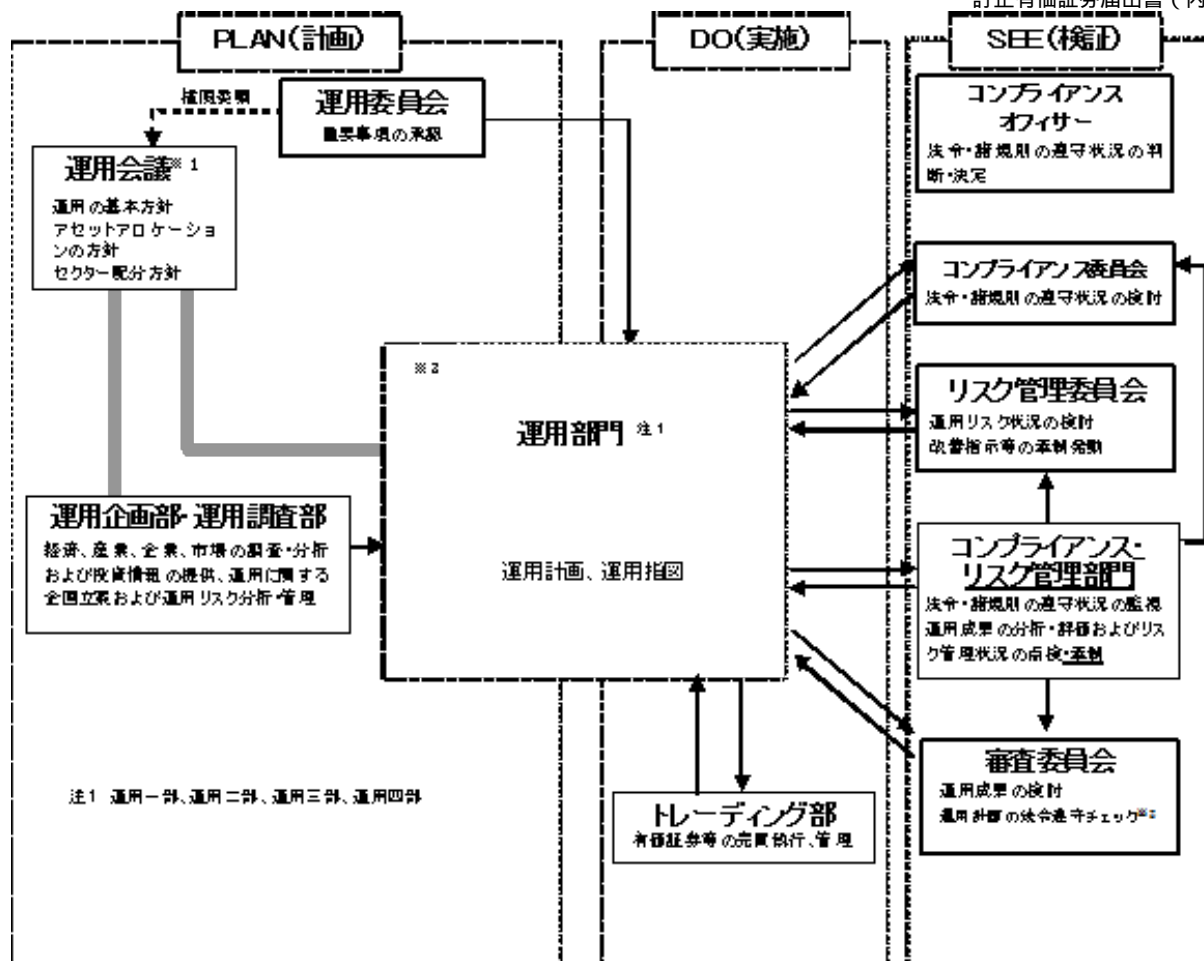 訂正有価証券届出書(内
PLAN(計画)
DO(実施)
SEE(検証)
権限委嘱
運用委員会
重要事項の承認
運用会議※1
運用の基本方針
アセットアロケーショ
ンの方針
セクター配分方針
コンプライアンス
オフィサー
法令・諸規則の遵守状況の判
断・決定
コンプライアンス委員会
法令・諸規則の遵守状況の検討
※2
運用部門 注1
運用計画、運用指図
リスク管理委員会
運用リスク状況の検討
改善指示等の牽制発動
運用企画部・運用調査部
経済、産業、企業、市場の調査・分析
および投資情報の提供、運用に関する
企画立案および運用リスク分析・管理
コンプライアンス・
リスク管理部門
法令・諸規則の遵守状況の監視
運用成果の分析・評価およびリス
ク管理状況の点検・牽制
注1 運用一部、運用二部、運用三部、運用四部
トレーディング部
有価証券等の売買執行、管理
審査委員会
運用成果の検討
運用計画の法令遵守チェック